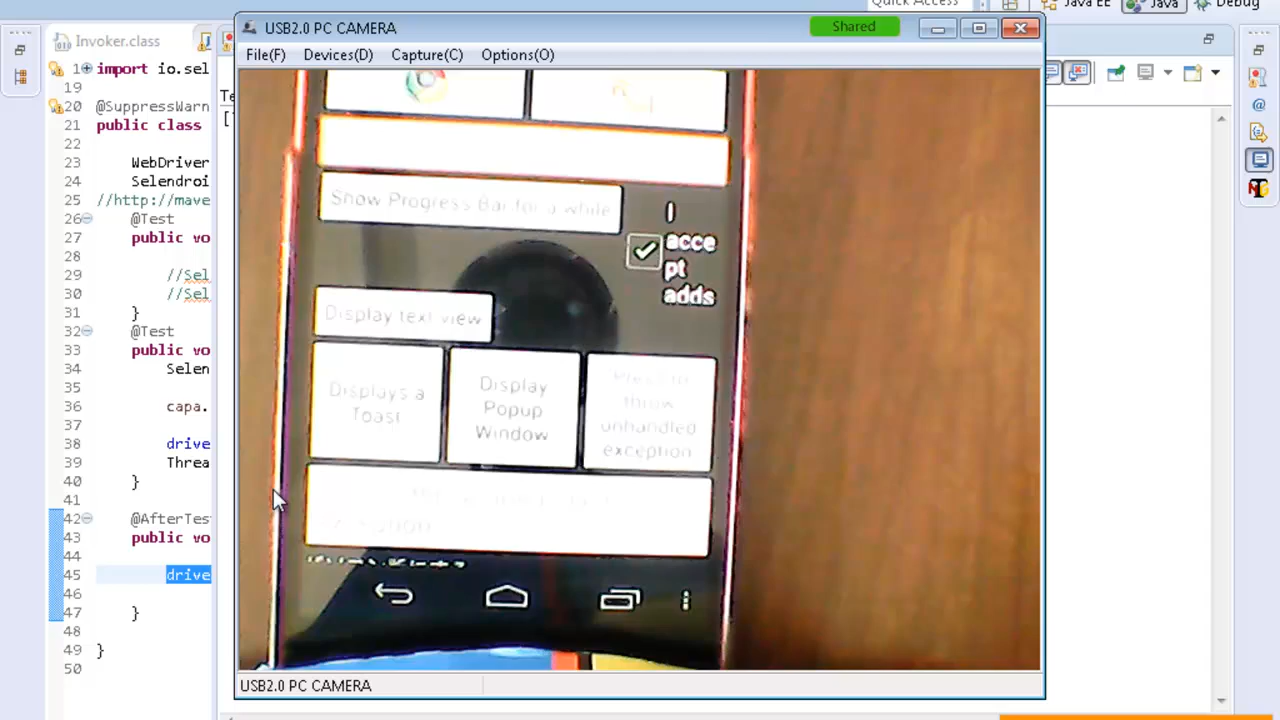 Quick Access
Java EE
Java
Debug
USB2.0 PC CAMERA
Shared
File(F) Devices(D) Capture(C) Options(O)
Invoker.class
1 import io.sel
19
20 @SuppressWarn
21 public class
22
23 WebDriver
24 Selendroi
25 //http://mave
26 @Test
27 public vo
28
29 //Sel
30 //Sel
31 }
32 @Test
33 public vo
34 Selen
35
36 capa.
37
38 drive
39 Threa
40 }
41
42 @AfterTes
43 public vo
44
45 drive
46
47 }
48
49 }
50
Te
[
Show Progress Bar for a while
I
acce
pt
adds
Display text view
Displays a
Toast
Display
Popup
Window
Press to
throw
unhandled
exception
USB2.0 PC CAMERA